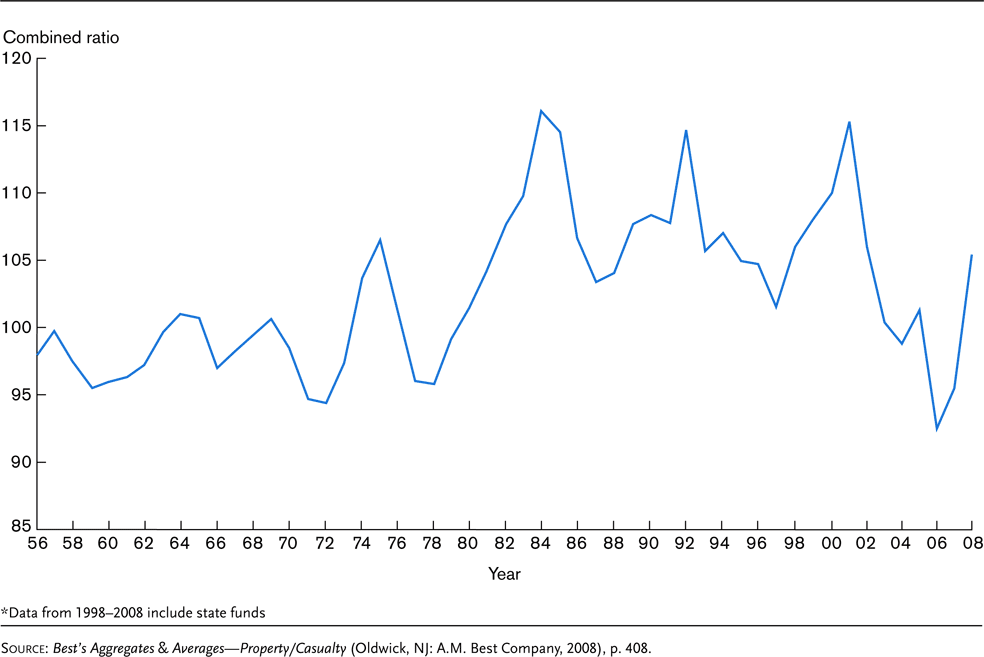 Combined ratio
120
115
110
105
100
95
90
85
56 58 60 62 64 66 68 70 72 74 76 78 80 82 84 86 88 90 92 94 96 98 00 02 04 06 08
Year
*Data from 1998–2008 include state funds
Source: Best's Aggregates & Averages—Property/Casualty (Oldwick, NJ: A.M. Best Company, 2008), p. 408.